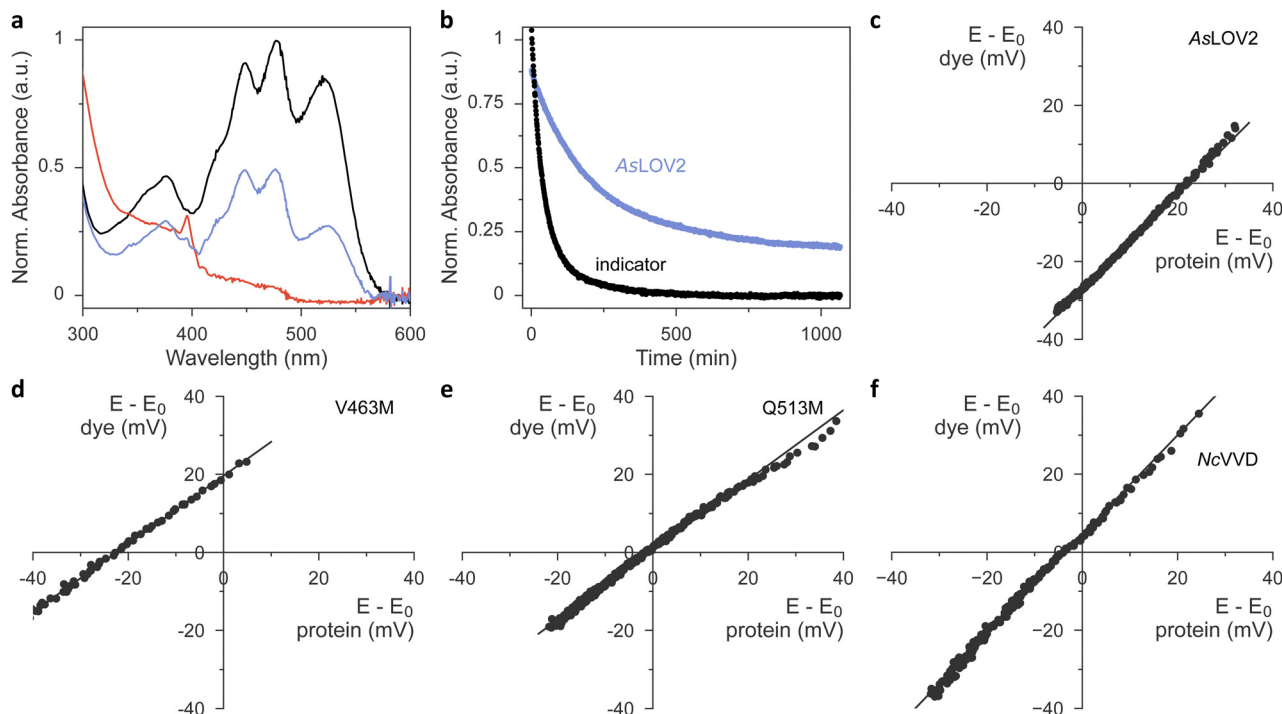 a
Norm. Absorbance (a.u.)
1
0.5
0
300
400
500
600
Wavelength (nm)
b
Norm. Absorbance (a.u.)
1
0.75
0.5
0.25
0
AsLOV2
indicator
0
500
1000
Time (min)
c
E - E0
dye (mV)
AsLOV2
40
20
-40
-20
0
20
40
E - E0
protein (mV)
-20
-40
d
E - E0
dye (mV)
V463M
40
20
-40
-20
0
20
40
E - E0
protein (mV)
-20
-40
e
E - E0
dye (mV)
Q513M
40
20
-40
-20
0
20
40
E - E0
protein (mV)
-20
-40
f
E - E0
dye (mV)
NcVVD
40
20
−40
−20
0
20
40
E - E0
protein (mV)
−20
−40